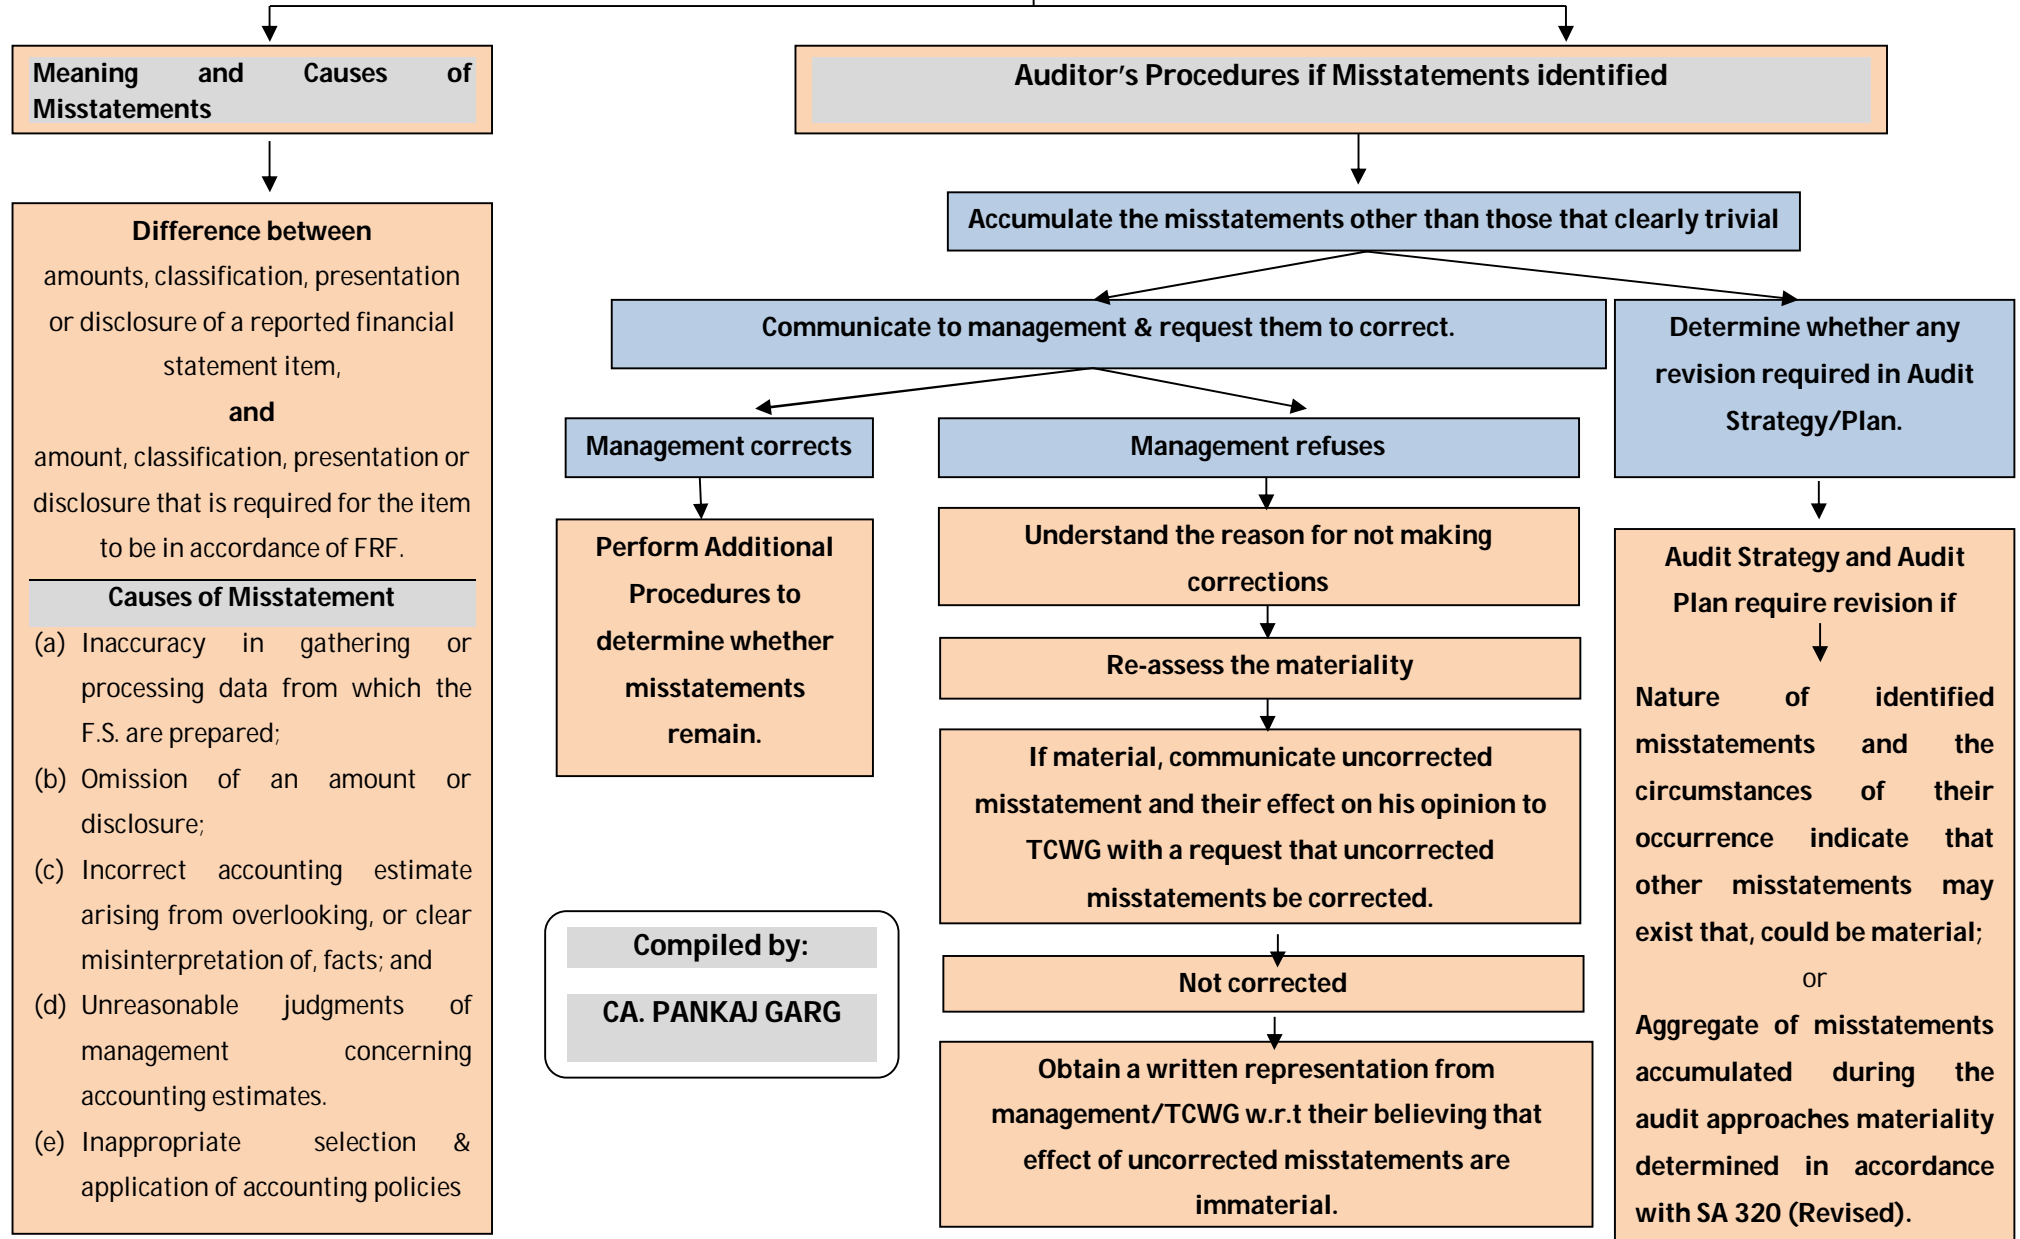 Meaning and Causes of
Misstatements
Difference between
amounts, classification, presentation
or disclosure of a reported financial
statement item,
and
amount, classification, presentation or
disclosure that is required for the item
to be in accordance of FRF.
Causes of Misstatement
(a) Inaccuracy in gathering or
processing data from which the
F.S. are prepared;
(b) Omission of an amount or
disclosure;
(c) Incorrect accounting estimate
arising from overlooking, or clear
misinterpretation of, facts; and
(d) Unreasonable judgments of
management concerning
accounting estimates.
(e) Inappropriate selection &
application of accounting policies
Auditor’s Procedures if Misstatements identified
Accumulate the misstatements other than those that clearly trivial
Communicate to management & request them to correct.
Management corrects
Perform Additional
Procedures to
determine whether
misstatements
remain.
Management refuses
Understand the reason for not making
corrections
Re-assess the materiality
If material, communicate uncorrected
misstatement and their effect on his opinion to
TCWG with a request that uncorrected
misstatements be corrected.
Not corrected
Obtain a written representation from
management/TCWG w.r.t their believing that
effect of uncorrected misstatements are
immaterial.
Determine whether any
revision required in Audit
Strategy/Plan.
Audit Strategy and Audit
Plan require revision if
Nature of identified
misstatements and the
circumstances of their
occurrence indicate that
other misstatements may
exist that, could be material;
or
Aggregate of misstatements
accumulated during the
audit approaches materiality
determined in accordance
with SA 320 (Revised).
Compiled by:
CA. PANKAJ GARG